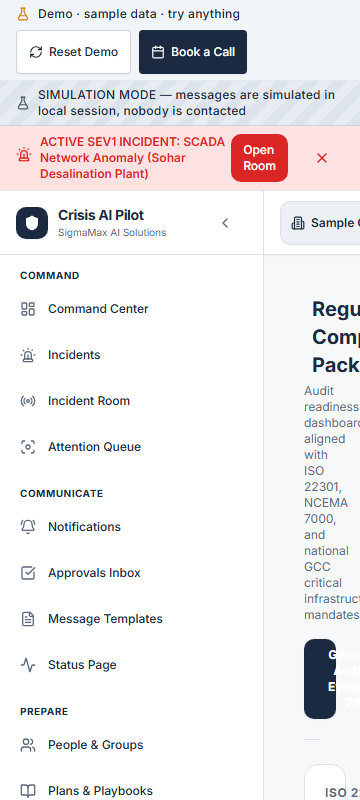 Demo · sample data · try anything
Reset Demo
Book a Call
SIMULATION MODE — messages are simulated in
local session, nobody is contacted
ACTIVE SEV1 INCIDENT: SCADA
Network Anomaly (Sohar
Desalination Plant)
Open
Room
Crisis AI Pilot
SigmaMax AI Solutions
Sample
COMMAND
Command Center
Incidents
Incident Room
Attention Queue
COMMUNICATE
Notifications
Approvals Inbox
Message Templates
Status Page
PREPARE
People & Groups
Plans & Playbooks
Regu
Comp
Pack
Audit
readiness
dashboard
aligned
with
ISO
22301,
NCEMA
7000,
and
national
GCC
critical
infrastruct
mandates
ISO 22